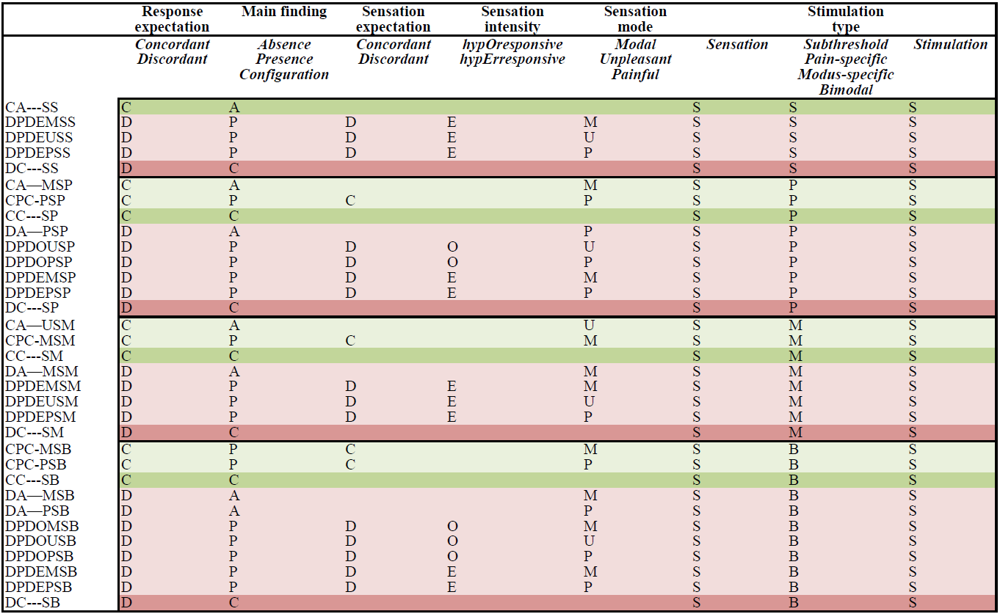 Response Main finding Sensation Sensation Sensation Stimulation
expectation expectation intensity mode type
Concordant Absence Concordant hypOresponsive Modal Sensation Subthreshold Stimulation
Discordant Presence Discordant hypErresponsive Unpleasant Pain-specific
Configuration Painful Modus-specific
Bimodal
CA---SS C A S S S
DPDEMSS D P D E M S S S
DPDEUSS D P D E U S S S
DPDEPSS D P D E P S S S
DC---SS D C S S S
CA—MSP C A M S P S
CPC-PSP C P C P S P S
CC---SP C C S P S
DA—PSP D A P S P S
DPDOUSP D P D O U S P S
DPDOPSP D P D O P S P S
DPDEMSP D P D E M S P S
DPDEPSP D P D E P S P S
DC---SP D C S P S
CA—USM C A U S M S
CPC-MSM C P C M S M S
CC---SM C C S M S
DA—MSM D A M S M S
DPDEMSM D P D E M S M S
DPDEUSM D P D E U S M S
DPDEPSM D P D E P S M S
DC---SM D C S M S
CPC-MSB C P C M S B S
CPC-PSB C P C P S B S
CC---SB C C S B S
DA—MSB D A M S B S
DA—PSB D A P S B S
DPDOMSB D P D O M S B S
DPDOUSB D P D O U S B S
DPDOPSB D P D O P S B S
DPDEMSB D P D E M S B S
DPDEPSB D P D E P S B S
DC---SB D C S B S